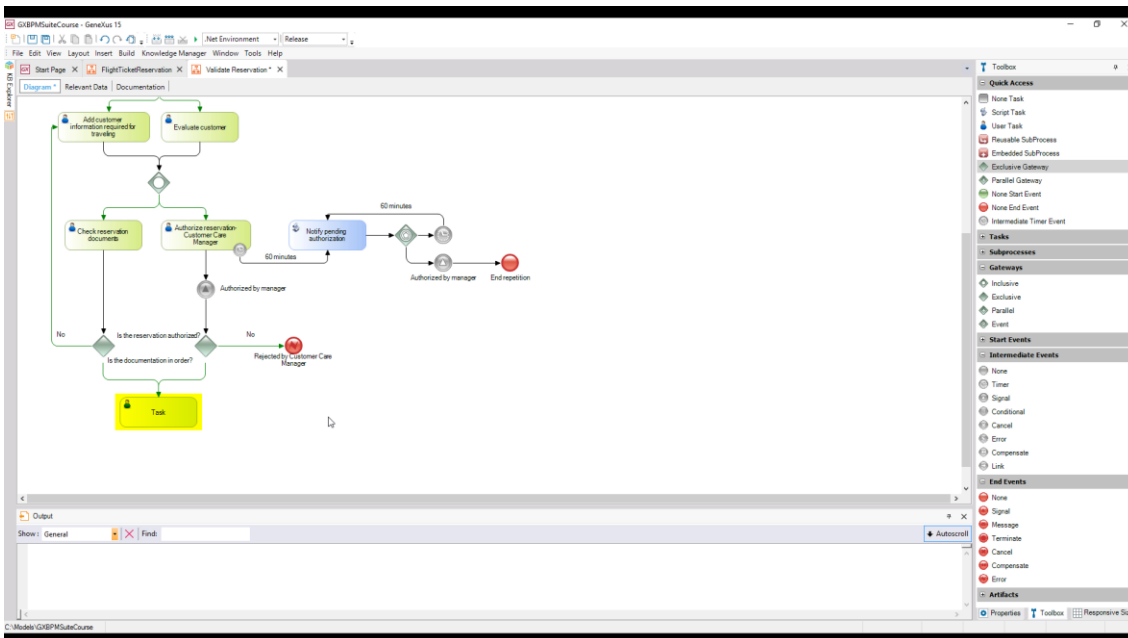 GXBPMSuiteCourse - GeneXus 15
.Net Environment
Release
File Edit View Layout Insert Build Knowledge Manager Window Tools Help
Start Page X FlightTicketReservation X Validate Reservation * X
Diagram * Relevant Data Documentation
KB Explorer
Add customer
information required for
traveling
Evaluate customer
Check reservation
documents
Authorize reservation-
Customer Care
Manager
60 minutes
Notify pending
authorization
60 minutes
Authorized by manager
End repetition
Authorized by manager
No
Is the reservation authorized?
No
Is the documentation in order?
Rejected by Customer Care
Manager
Task
Output
Show: General
Find:
Autoscroll
C:\Models\GXBPMSuiteCourse
Toolbox
Quick Access
None Task
Script Task
User Task
Reusable SubProcess
Embedded SubProcess
Exclusive Gateway
Parallel Gateway
None Start Event
None End Event
Intermediate Timer Event
Tasks
Subprocesses
Gateways
Inclusive
Exclusive
Parallel
Event
Start Events
Intermediate Events
None
Timer
Signal
Conditional
Cancel
Error
Compensate
Link
End Events
None
Signal
Message
Terminate
Cancel
Compensate
Error
Artifacts
Properties Toolbox Responsive Si